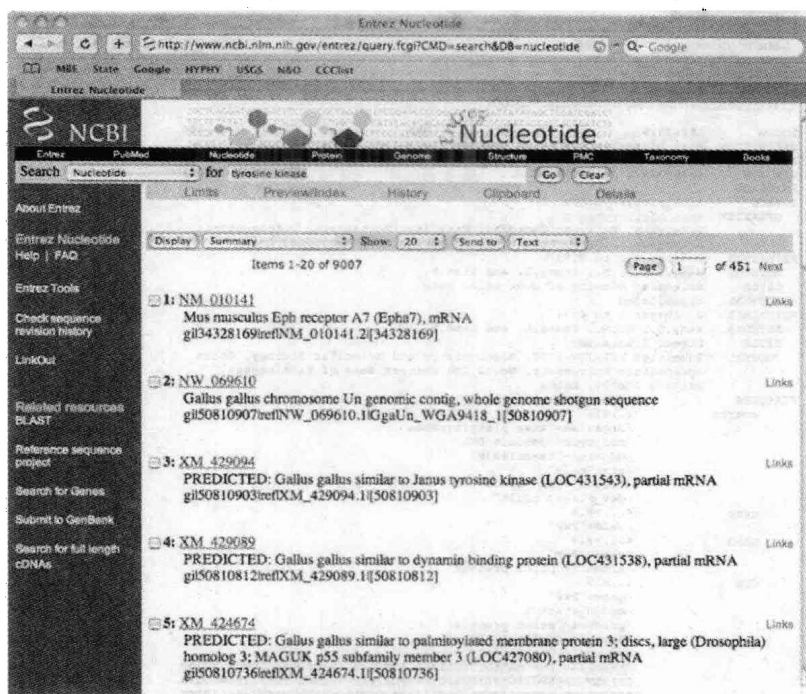 Entrez Nucleotide
http://www.ncbi.nlm.nih.gov/entrez/query.fcgi?CMD=search&DB=nucleotide Q- Google
MBE State Google HYPHY USGS N&O CCClist
Entrez Nucleotide
NCBI Entrez Nucleotide
Entrez PubMed Nucleotide Protein Genome Structure PMC Taxonomy Books
Search Nucleotide for tyrosine kinase Go Clear
Limits Preview/Index History Clipboard Details
About Entrez
Entrez Nucleotide
Help | FAQ
Entrez Tools
Check sequence
revision history
LinkOut
Related resources
BLAST
Reference sequence
project
Search for Genes
Submit to GenBank
Search for full length
cDNAs
Display Summary Show: 20 Send to Text
Items 1-20 of 9007 Page 1 of 451 Next
1: NM_010141 Links
Mus musculus Eph receptor A7 (Epha7), mRNA
gi|34328169|ref|NM_010141.2|[34328169]
2: NW_069610 Links
Gallus gallus chromosome Un genomic contig, whole genome shotgun sequence
gi|50810907|ref|NW_069610.1|GgaUn_WGA9418_1[50810907]
3: XM_429094 Links
PREDICTED: Gallus gallus similar to Janus tyrosine kinase (LOC431543), partial mRNA
gi|50810903|ref|XM_429094.1|[50810903]
4: XM_429089 Links
PREDICTED: Gallus gallus similar to dynamin binding protein (LOC431538), partial mRNA
gi|50810812|ref|XM_429089.1|[50810812]
5: XM_424674 Links
PREDICTED: Gallus gallus similar to palmitoylated membrane protein 3; discs, large (Drosophila)
homolog 3; MAGUK p55 subfamily member 3 (LOC427080), partial mRNA
gi|50810736|ref|XM_424674.1|[50810736]